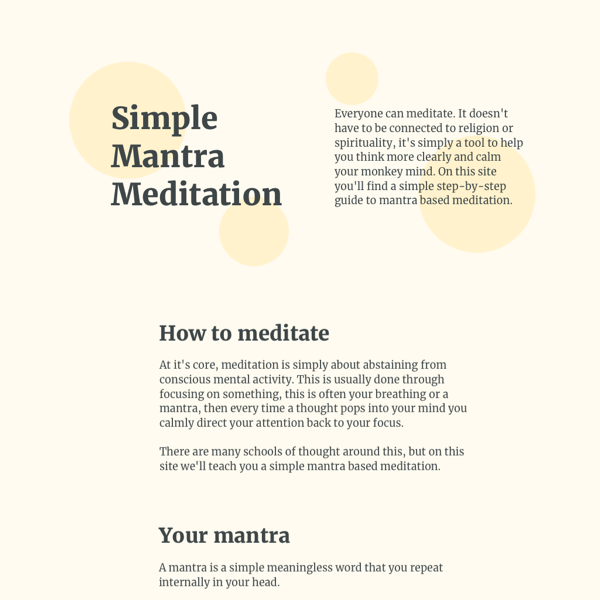 Simple
Mantra
Meditation
Everyone can meditate. It doesn't
have to be connected to religion or
spirituality, it's simply a tool to help
you think more clearly and calm
your monkey mind. On this site
you'll find a simple step-by-step
guide to mantra based meditation.
How to meditate
At it's core, meditation is simply about abstaining from
conscious mental activity. This is usually done through
focusing on something, this is often your breathing or a
mantra, then every time a thought pops into your mind you
calmly direct your attention back to your focus.
There are many schools of thought around this, but on this
site we'll teach you a simple mantra based meditation.
Your mantra
A mantra is a simple meaningless word that you repeat
internally in your head.